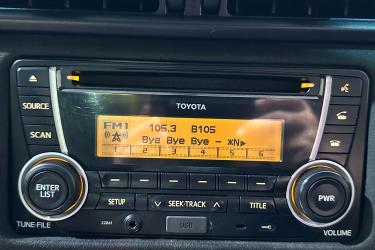 TOYOTA
FM1 105.3 B105
Bye Bye Bye - *N▶
1 2 3 4 5 6
SOURCE
SCAN
ENTER
LIST
TUNE·FILE
SETUP
SEEK·TRACK
TITLE
PWR
VOLUME
USB